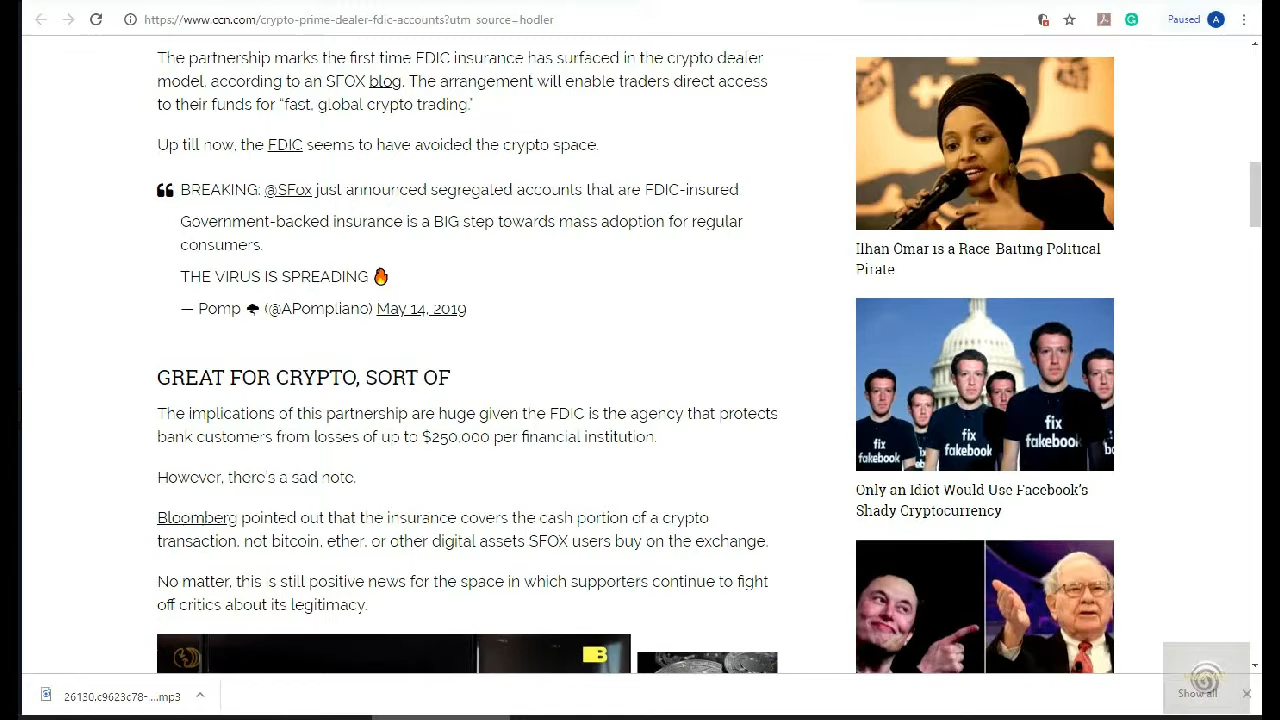 https://www.ccn.com/crypto-prime-dealer-fdic-accounts?utm_source=hodler
Paused
A
The partnership marks the first time FDIC insurance has surfaced in the crypto dealer
model, according to an SFOX blog. The arrangement will enable traders direct access
to their funds for “fast, global crypto trading.”
Up till now, the FDIC seems to have avoided the crypto space.
BREAKING: @SFox just announced segregated accounts that are FDIC-insured.
Government-backed insurance is a BIG step towards mass adoption for regular
consumers.
THE VIRUS IS SPREADING 🔥
— Pomp 🌪 (@APompliano) May 14, 2019
GREAT FOR CRYPTO, SORT OF
The implications of this partnership are huge given the FDIC is the agency that protects
bank customers from losses of up to $250,000 per financial institution.
However, there's a sad note.
Bloomberg pointed out that the insurance covers the cash portion of a crypto
transaction, not bitcoin, ether, or other digital assets SFOX users buy on the exchange.
No matter, this is still positive news for the space in which supporters continue to fight
off critics about its legitimacy.
B
Ilhan Omar is a Race-Baiting Political
Pirate
fix
fakebook
fix
fakebook
fix
fakebook
Only an Idiot Would Use Facebook's
Shady Cryptocurrency
26130.c9623c78-....mp3
Show all